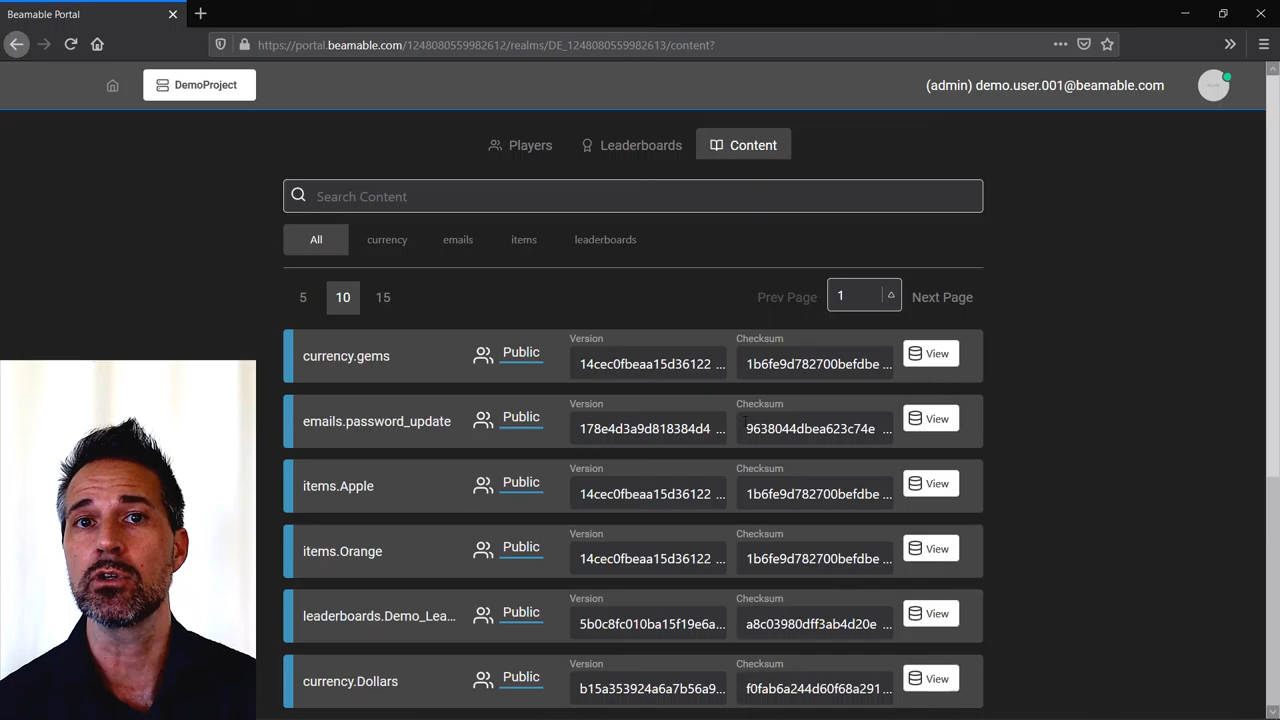 Beamable Portal
https://portal.beamable.com/1248080559982612/realms/DE_1248080559982613/content?
DemoProject
(admin) demo.user.001@beamable.com
Players
Leaderboards
Content
Search Content
All
currency
emails
items
leaderboards
5
10
15
Prev Page
1
Next Page
currency.gems
Public
Version
14cec0fbeaa15d36122 ...
Checksum
1b6fe9d782700befdbe ...
View
emails.password_update
Public
Version
178e4d3a9d818384d4 ...
Checksum
9638044dbea623c74e ...
View
items.Apple
Public
Version
14cec0fbeaa15d36122 ...
Checksum
1b6fe9d782700befdbe ...
View
items.Orange
Public
Version
14cec0fbeaa15d36122 ...
Checksum
1b6fe9d782700befdbe ...
View
leaderboards.Demo_Lea...
Public
Version
5b0c8fc010ba15f19e6a...
Checksum
a8c03980dff3ab4d20e ...
View
currency.Dollars
Public
Version
b15a353924a6a7b56a9...
Checksum
f0fab6a244d60f68a291...
View